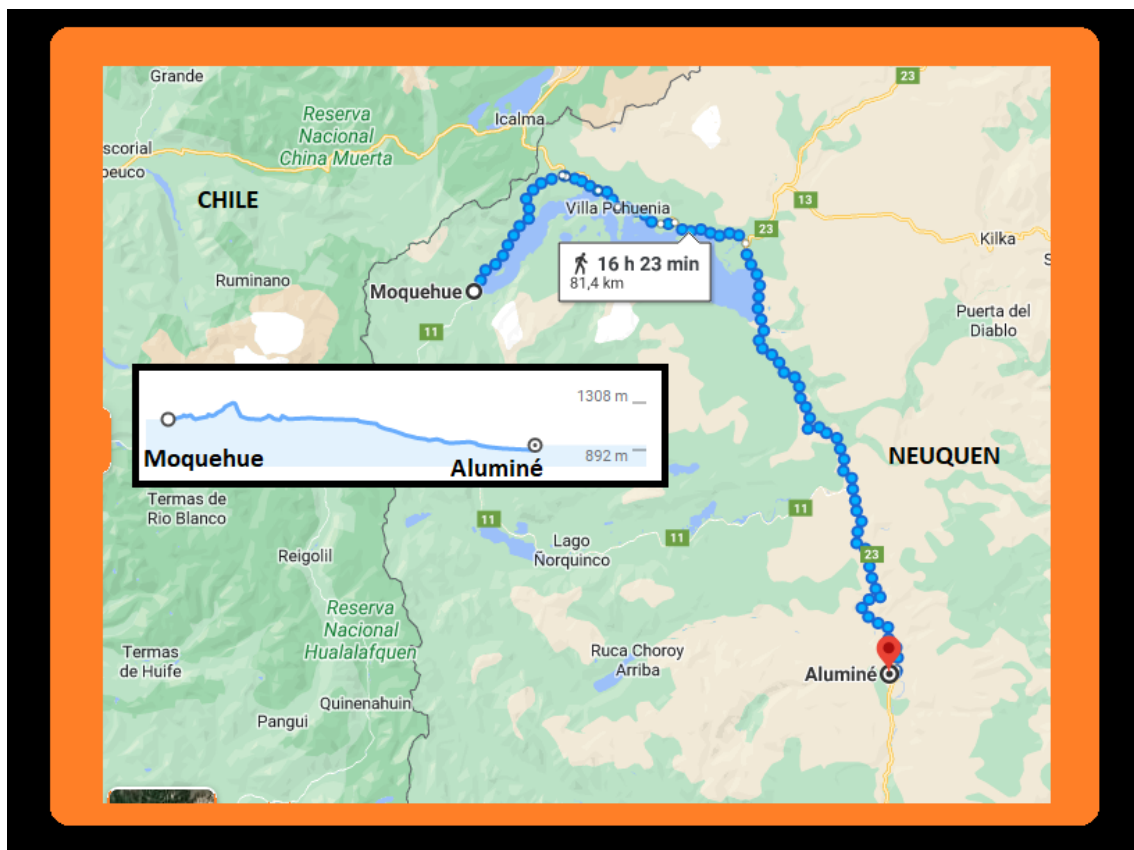 Grande
23
Reserva
Nacional
China Muerta
Icalma
scorial
peuco
CHILE
13
Villa Pehuenia
23
Kilka
S
16 h 23 min
81,4 km
Ruminano
Moquehue
11
Puerta del
Diablo
1308 m
892 m
Moquehue
Aluminé
NEUQUEN
Termas de
Rio Blanco
11
11
Lago
Ñorquinco
11
23
Reigolil
Reserva
Nacional
Hualalafquen
Termas
de Huife
Ruca Choroy
Arriba
Aluminé
Quinenahuin
Pangui